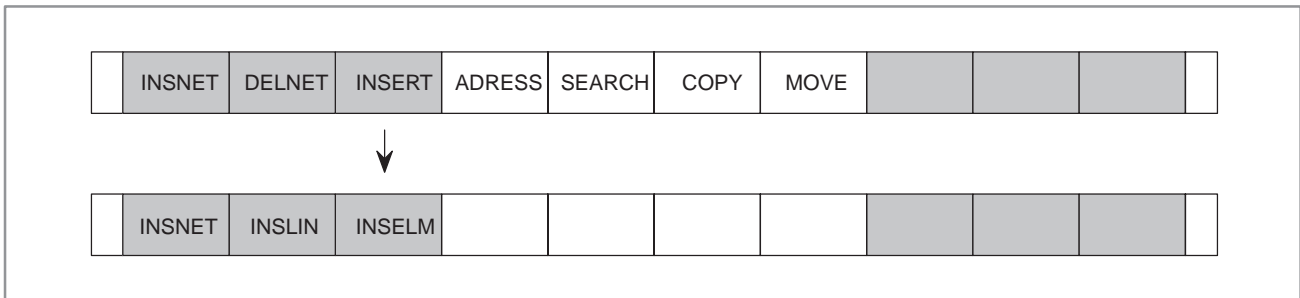 INSNET DELNET INSERT ADRESS SEARCH COPY MOVE
INSNET INSLIN INSELM